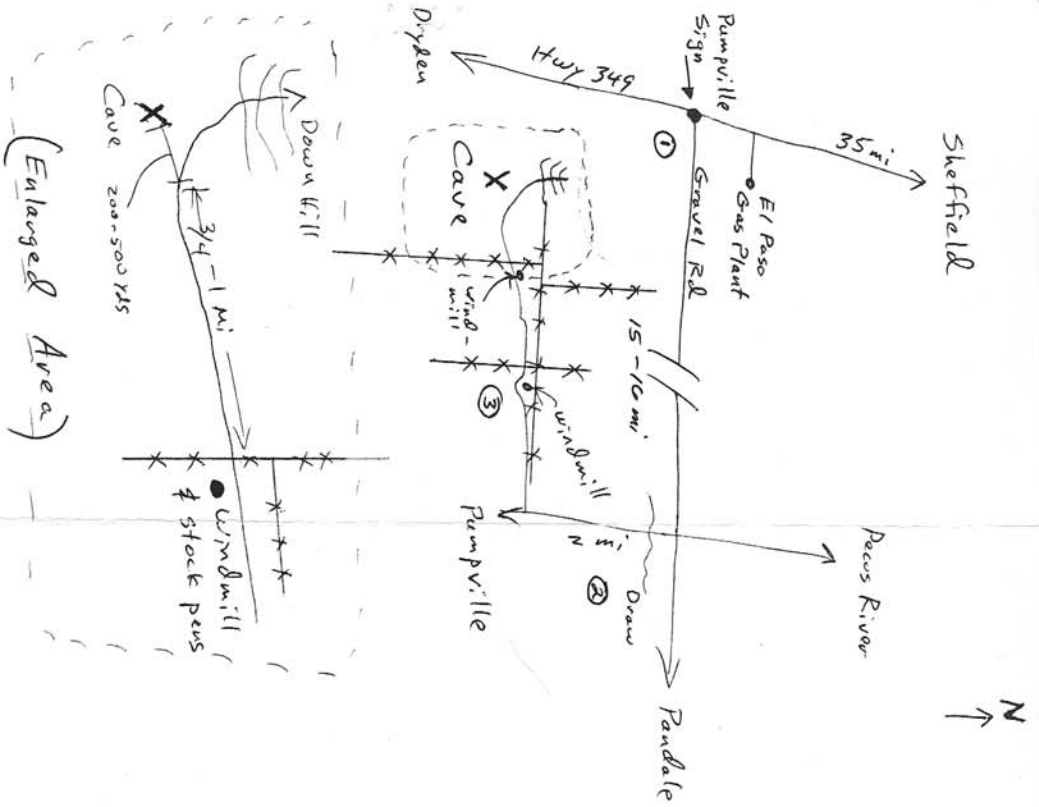 N
Sheffield
35 mi
Pumpville
Sign
El Paso
Gas Plant
Hwy 349
Dryden
①
Gravel Rd
15-16 mi
Pecos River
Draw
②
2 mi
Pandale
Pumpville
Cave
X
wind-
mill
windmill
③
Down Hill
Cave
X
200-500 yds
3/4 - 1 mi
Windmill
& stock pens
(Enlarged Area)